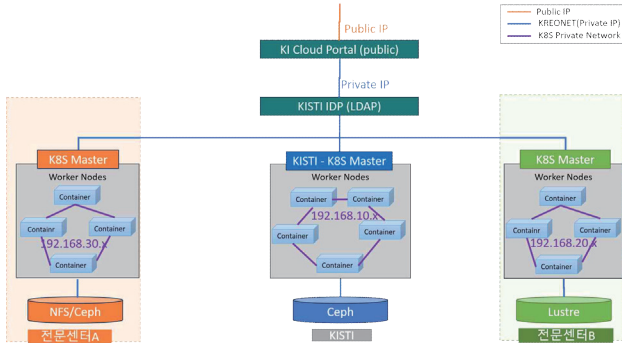 Public IP
KREONET(Private IP)
K8S Private Network
Public IP
KI Cloud Portal (public)
Private IP
KISTI IDP (LDAP)
K8S Master
Worker Nodes
Container
Containr
Container
192.168.30.x
Container
NFS/Ceph
전문센터A
KISTI - K8S Master
Worker Nodes
Container
Container
192.168.10.x
Container
Container
Container
Ceph
KISTI
K8S Master
Worker Nodes
Container
Containr
Container
192.168.20.x
Container
Lustre
전문센터B